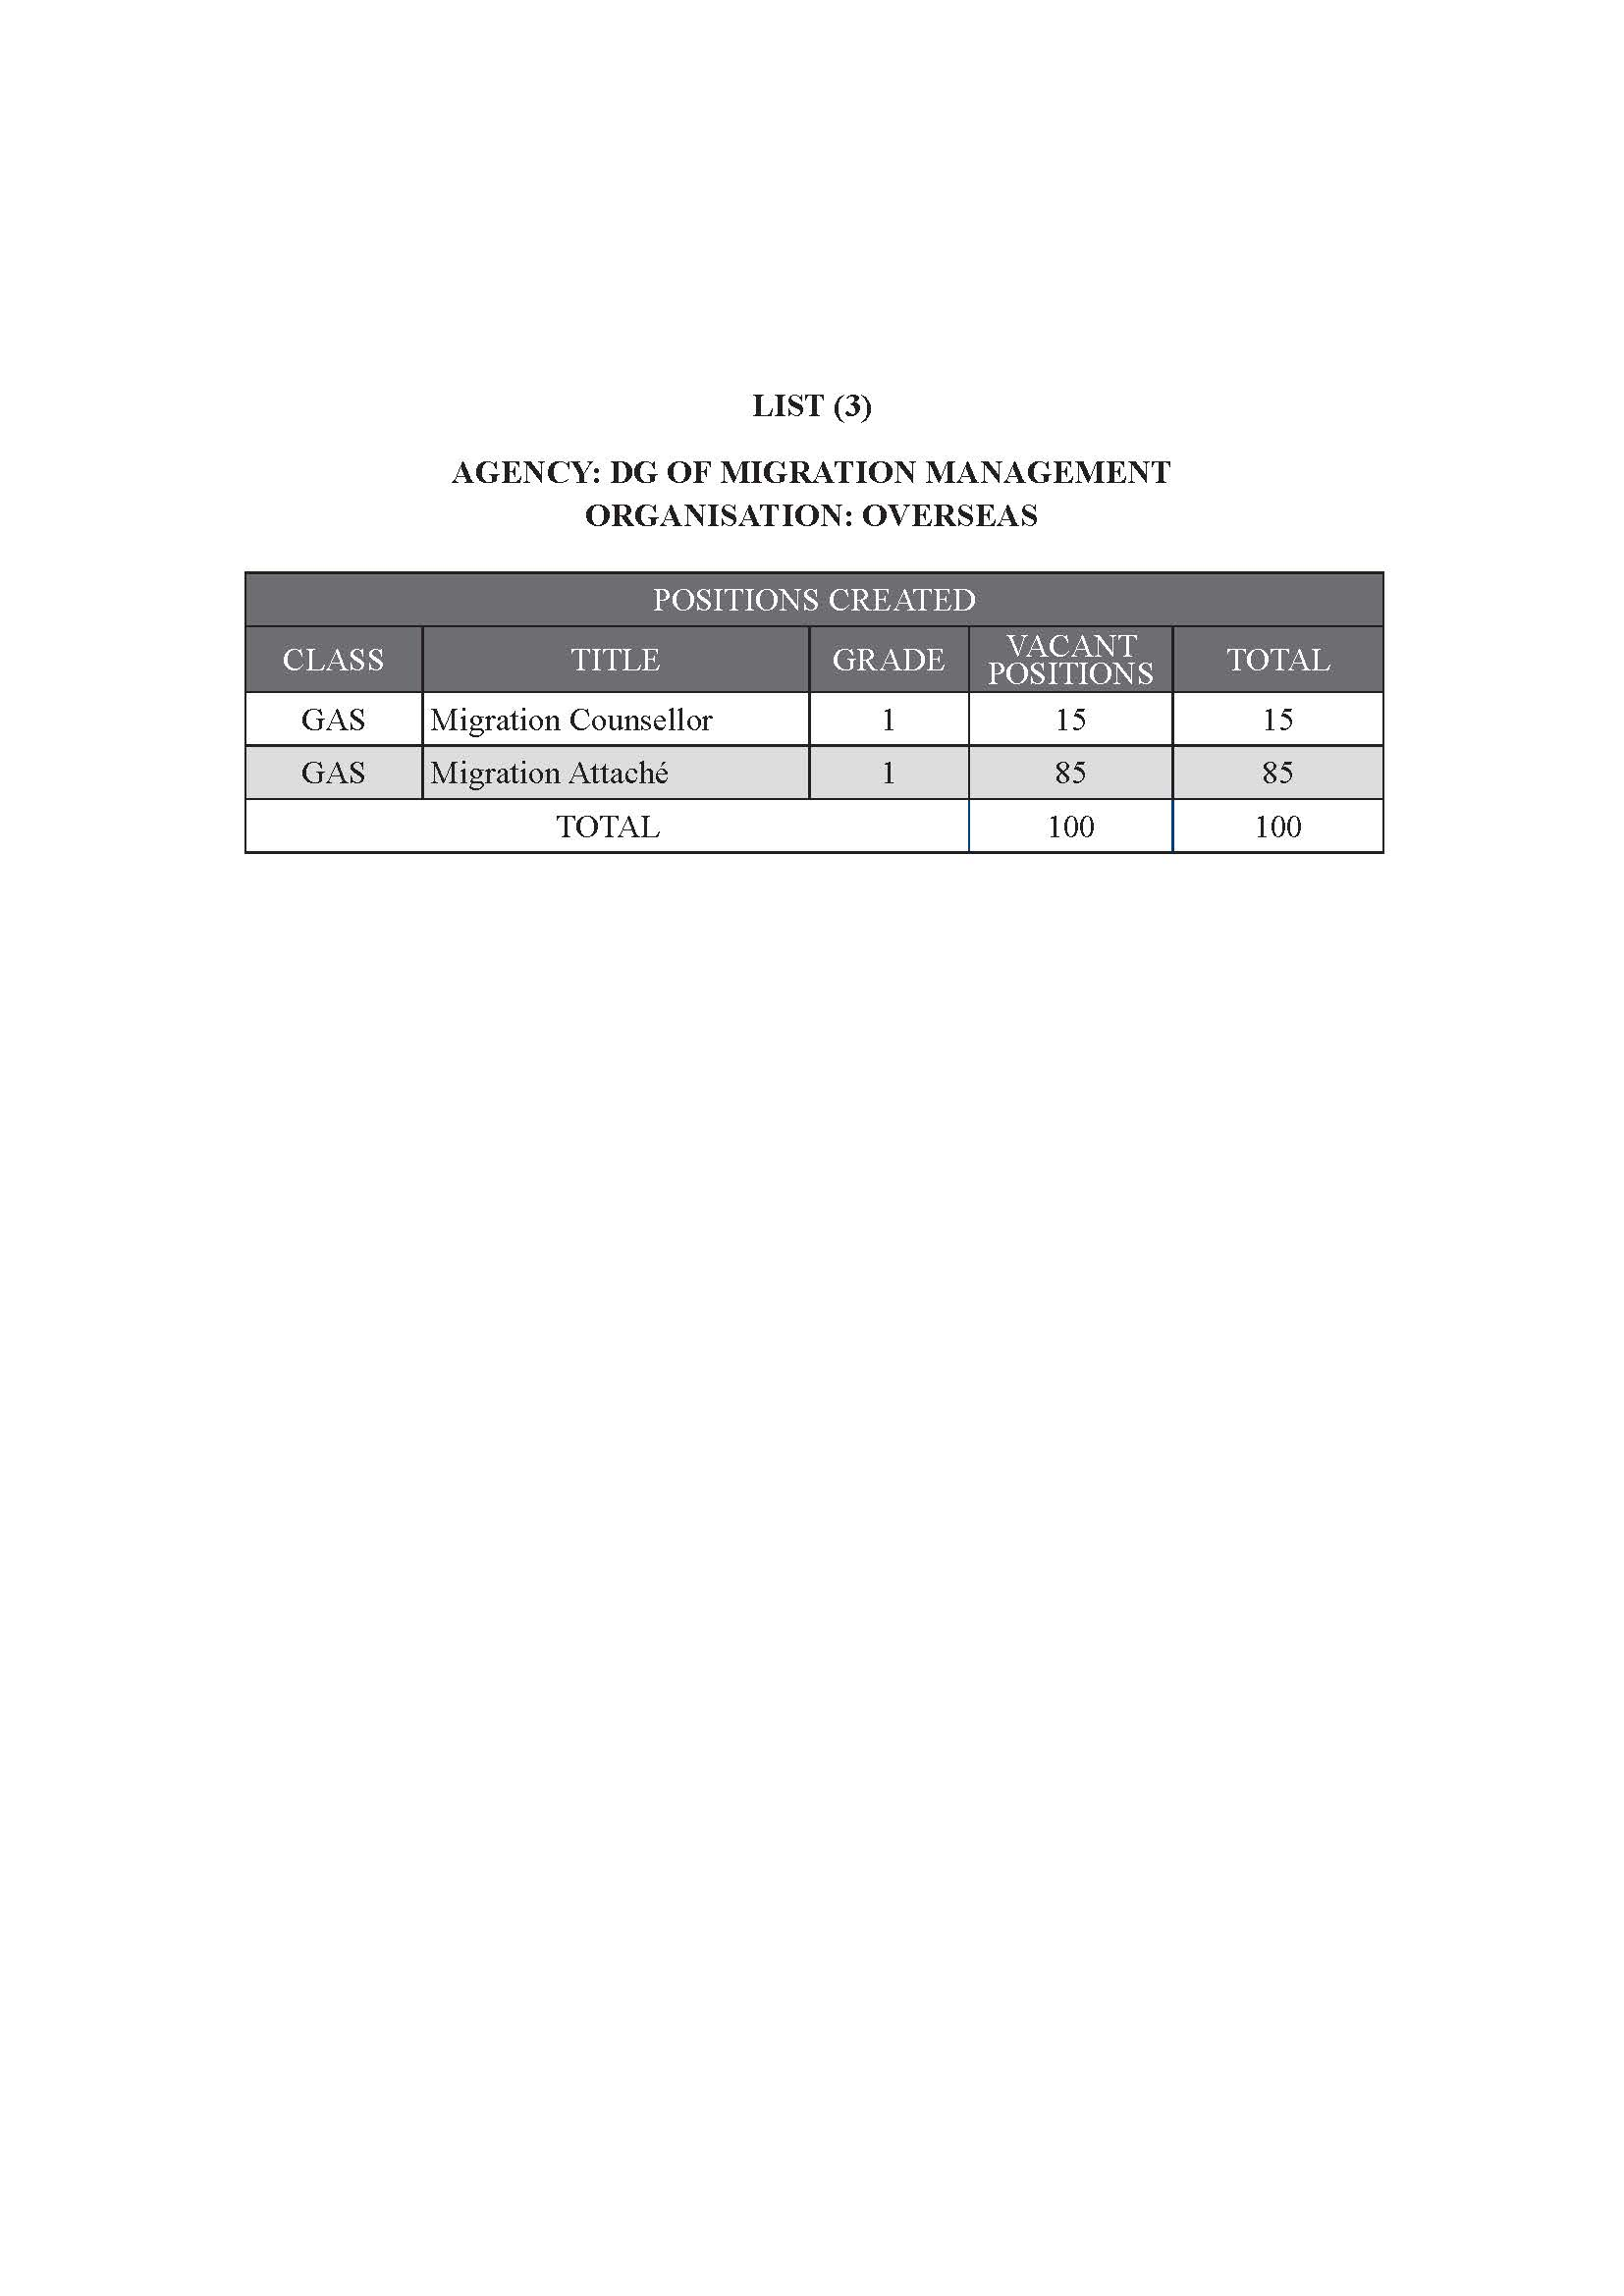 LIST (3)
AGENCY: DG OF MIGRATION MANAGEMENT
ORGANISATION: OVERSEAS
POSITIONS CREATED
CLASS TITLE GRADE VACANT POSITIONS TOTAL
GAS Migration Counsellor 1 15 15
GAS Migration Attaché 1 85 85
TOTAL 100 100